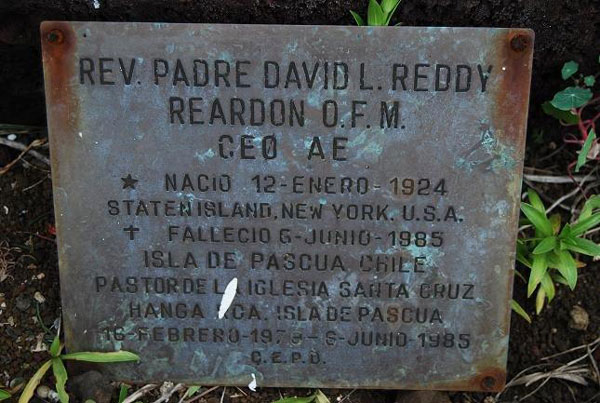 REV. PADRE DAVID L. REDDY
REARDON O.F.M.
CE0 AE
★ NACIO 12-ENERO-1924
STATEN ISLAND, NEW YORK. U.S.A.
✝ FALLECIO 6-JUNIO-1985
ISLA DE PASCUA CHILE
PASTOR DE LA IGLESIA SANTA CRUZ
HANGA ROA. ISLA DE PASCUA
16-FEBRERO-1976-6-JUNIO-1985
C.E.P.D.